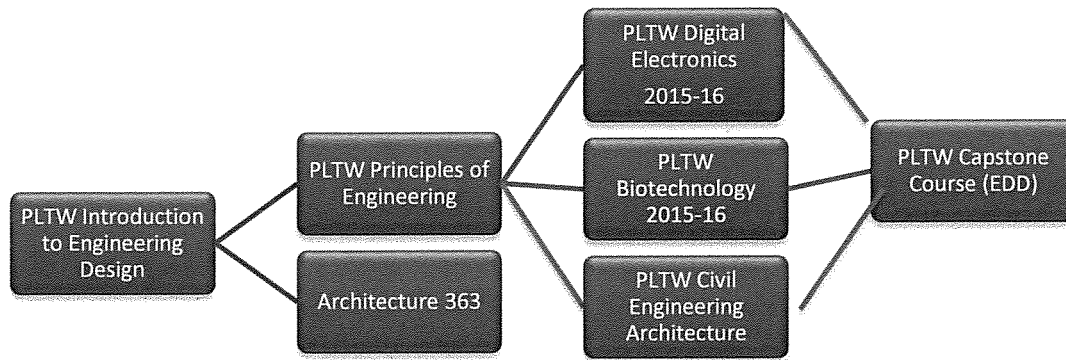 PLTW Introduction
to Engineering
Design
PLTW Principles of
Engineering
Architecture 363
PLTW Digital
Electronics
2015-16
PLTW
Biotechnology
2015-16
PLTW Civil
Engineering
Architecture
PLTW Capstone
Course (EDD)